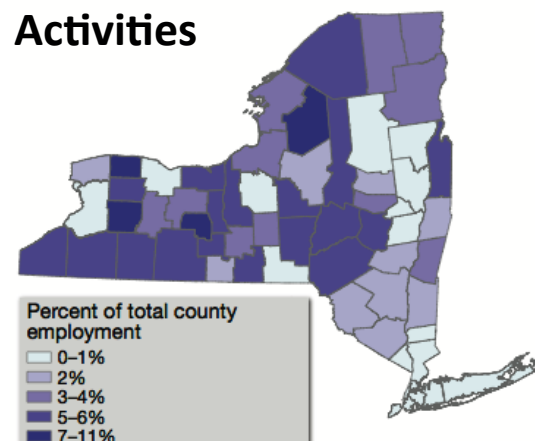 Activities
Percent of total county
employment
0–1%
2%
3–4%
5–6%
7–11%